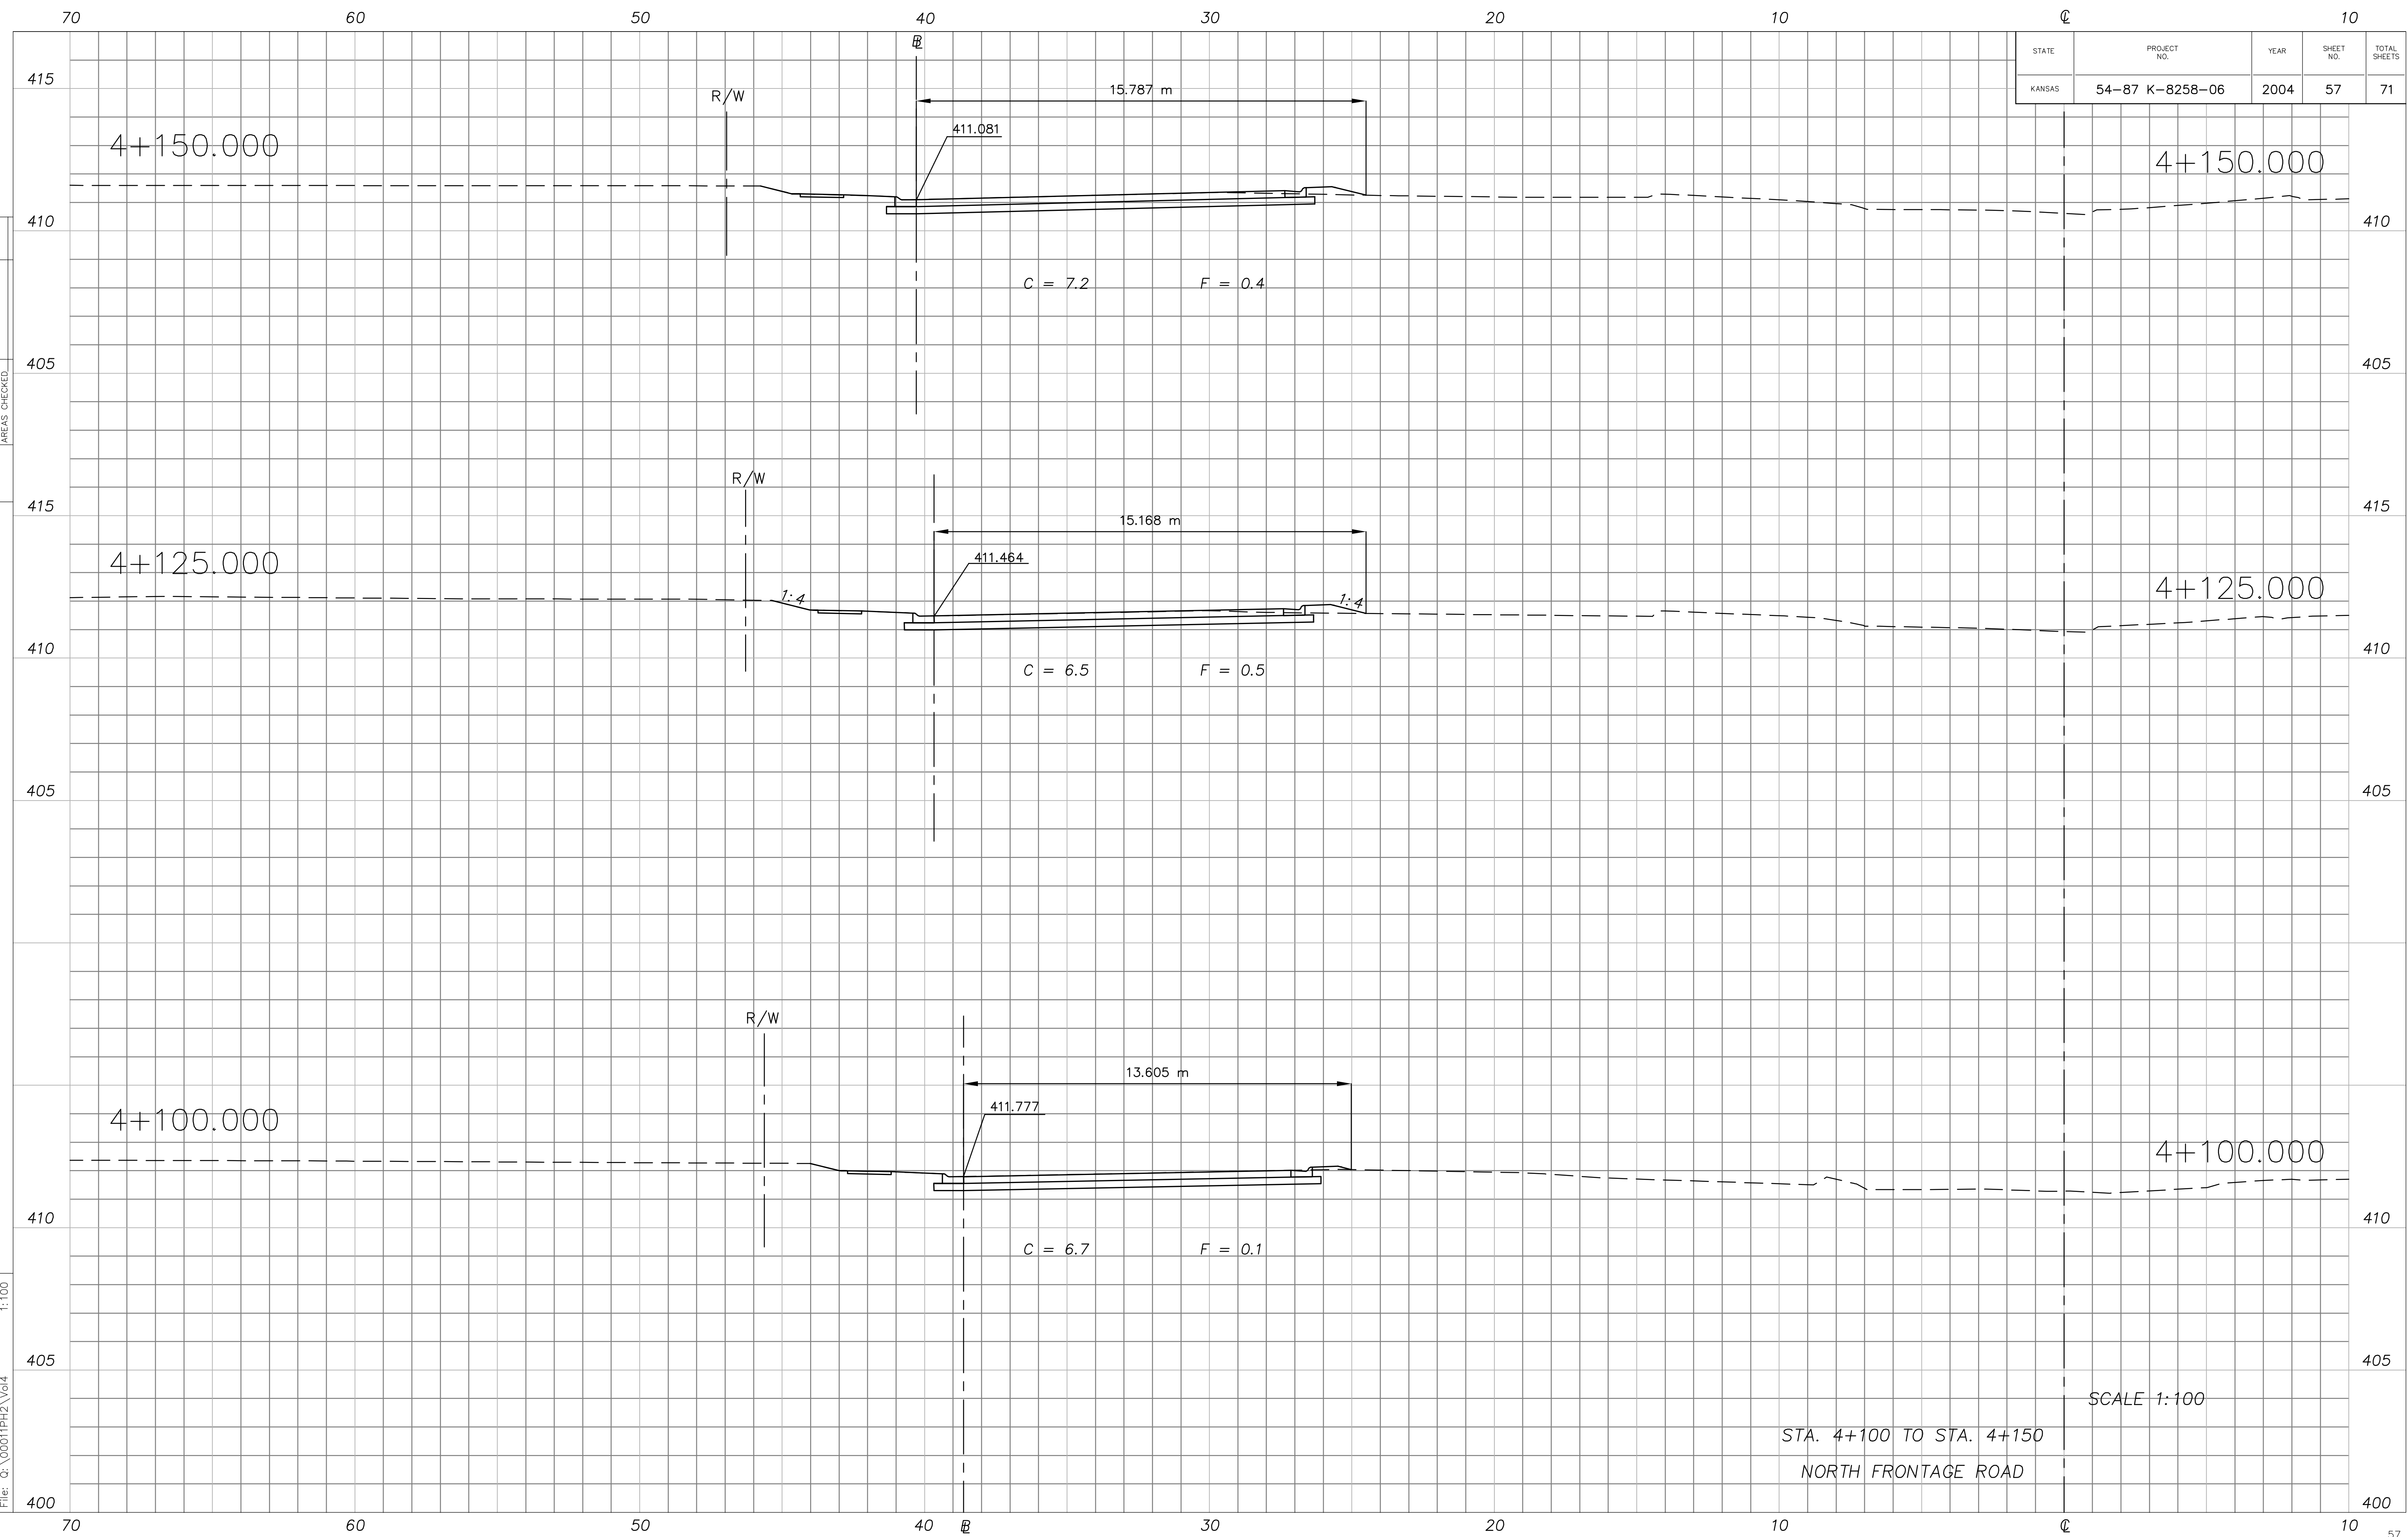 70 60 50 40 30 20 10 ℄ 10
B͟L
STATE PROJECT NO. YEAR SHEET NO. TOTAL SHEETS
KANSAS 54-87 K-8258-06 2004 57 71
415
R/W
15.787 m
411.081
4+150.000 4+150.000
410 410
C = 7.2 F = 0.4
405 405
AREAS CHECKED
R/W
415 415
15.168 m
411.464
4+125.000 4+125.000
1:4 1:4
410 410
C = 6.5 F = 0.5
405 405
R/W
13.605 m
411.777
4+100.000 4+100.000
410 410
C = 6.7 F = 0.1
1:100
405 405
File: Q:\00011PH2\Vol4
SCALE 1:100
STA. 4+100 TO STA. 4+150
NORTH FRONTAGE ROAD
400 400
70 60 50 40 B͟L 30 20 10 ℄ 10
57